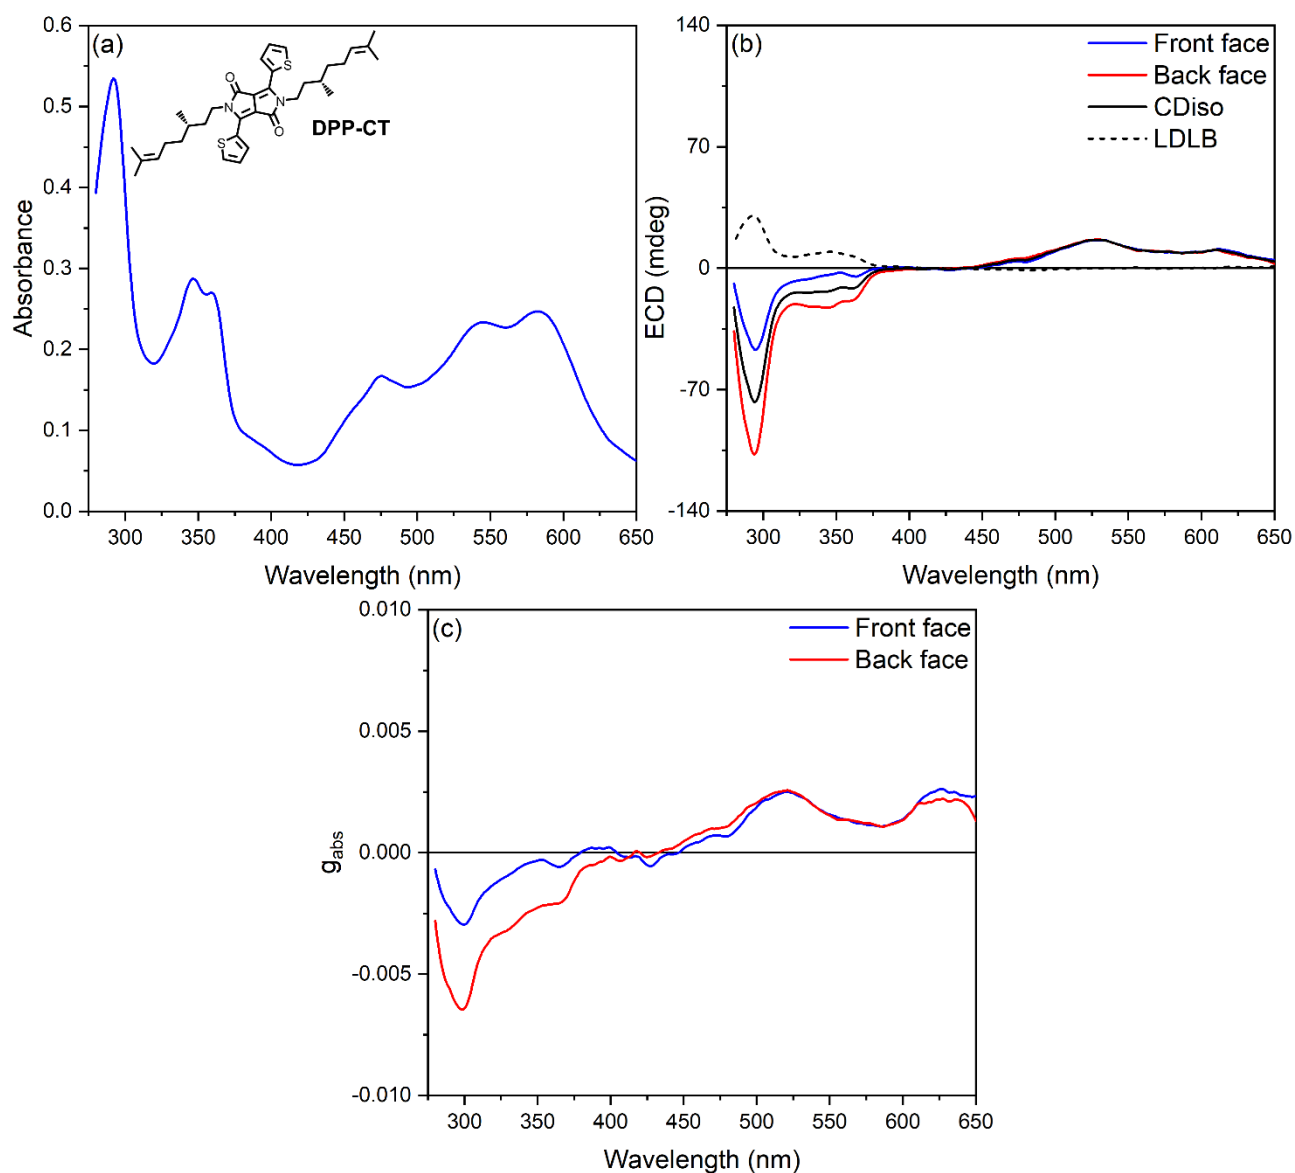 (a)
DPP-CT
O
N
N
O
S
S
Absorbance
0.6
0.5
0.4
0.3
0.2
0.1
0.0
300 350 400 450 500 550 600 650
Wavelength (nm)
(b)
Front face
Back face
CDiso
LDLB
ECD (mdeg)
140
70
0
-70
-140
300 350 400 450 500 550 600 650
Wavelength (nm)
(c)
Front face
Back face
gabs
0.010
0.005
0.000
-0.005
-0.010
300 350 400 450 500 550 600 650
Wavelength (nm)